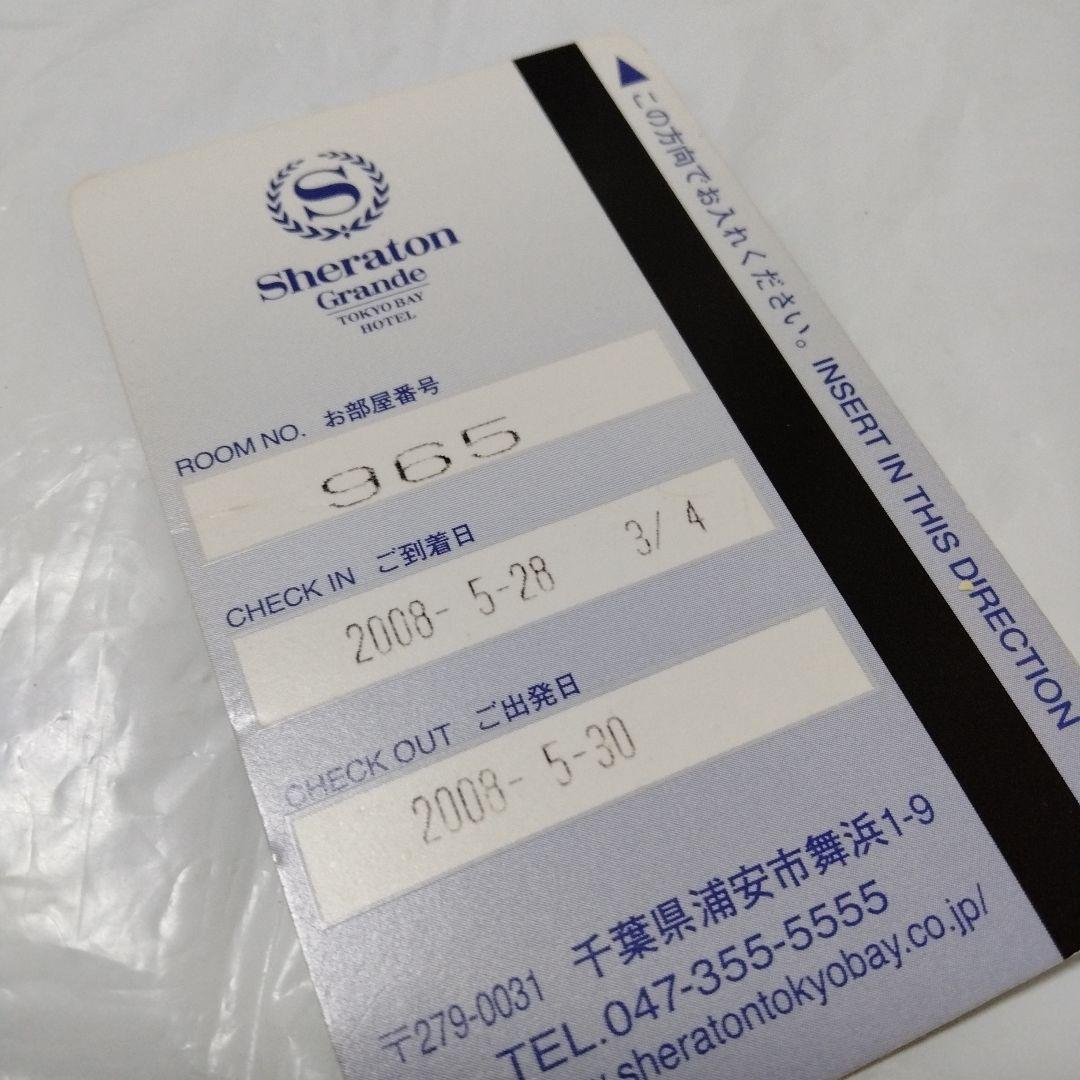 S
Sheraton
Grande
TOKYO BAY
HOTEL
ROOM NO. お部屋番号
965
CHECK IN ご到着日
2008- 5-28 3/ 4
CHECK OUT ご出発日
2008- 5-30
〒279-0031 千葉県浦安市舞浜1-9
TEL.047-355-5555
.sheratontokyobay.co.jp/
この方向でお入れください。 INSERT IN THIS DIRECTION